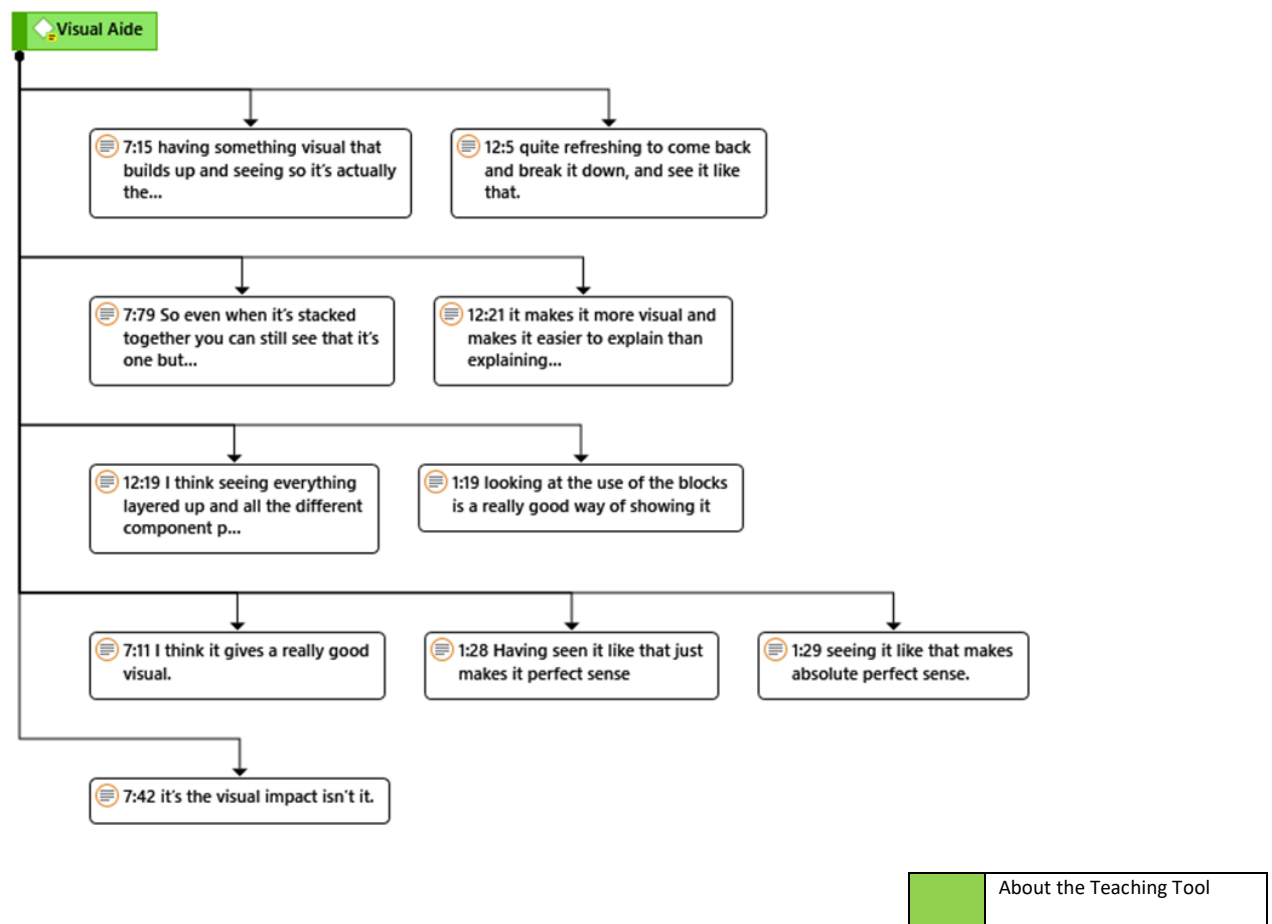 Visual Aide
7:15 having something visual that
builds up and seeing so it's actually
the...
12:5 quite refreshing to come back
and break it down, and see it like
that.
7:79 So even when it's stacked
together you can still see that it's
one but...
12:21 it makes it more visual and
makes it easier to explain than
explaining...
12:19 I think seeing everything
layered up and all the different
component p...
1:19 looking at the use of the blocks
is a really good way of showing it
7:11 I think it gives a really good
visual.
1:28 Having seen it like that just
makes it perfect sense
1:29 seeing it like that makes
absolute perfect sense.
7:42 it's the visual impact isn't it.
About the Teaching Tool